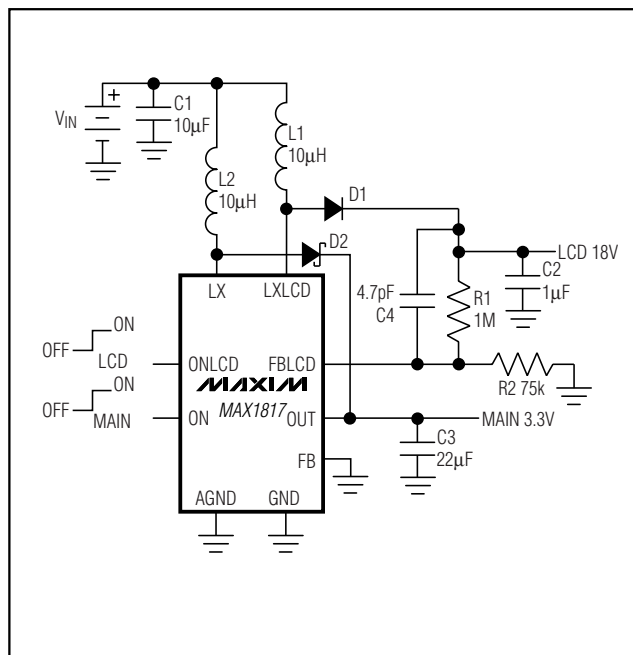 +
VIN
C1
10µF
L1
10µH
L2
10µH
D1
D2
LCD 18V
C2
1µF
4.7pF
C4
R1
1M
LX
LXLCD
ON
OFF
LCD
ONLCD
FBLCD
R2 75k
MAXIM
MAX1817
ON
OFF
MAIN
ON
OUT
MAIN 3.3V
C3
22µF
FB
AGND
GND